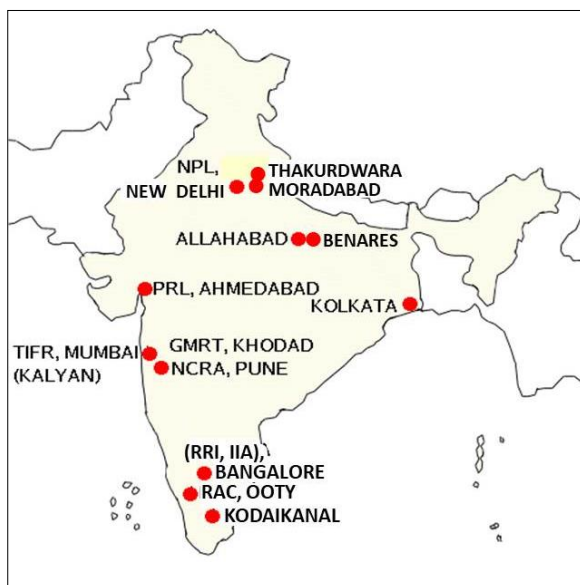 NPL,
NEW DELHI
THAKURDWARA
MORADABAD
ALLAHABAD
BENARES
PRL, AHMEDABAD
KOLKATA
TIFR, MUMBAI
(KALYAN)
GMRT, KHODAD
NCRA, PUNE
(RRI, IIA),
BANGALORE
RAC, OOTY
KODAIKANAL